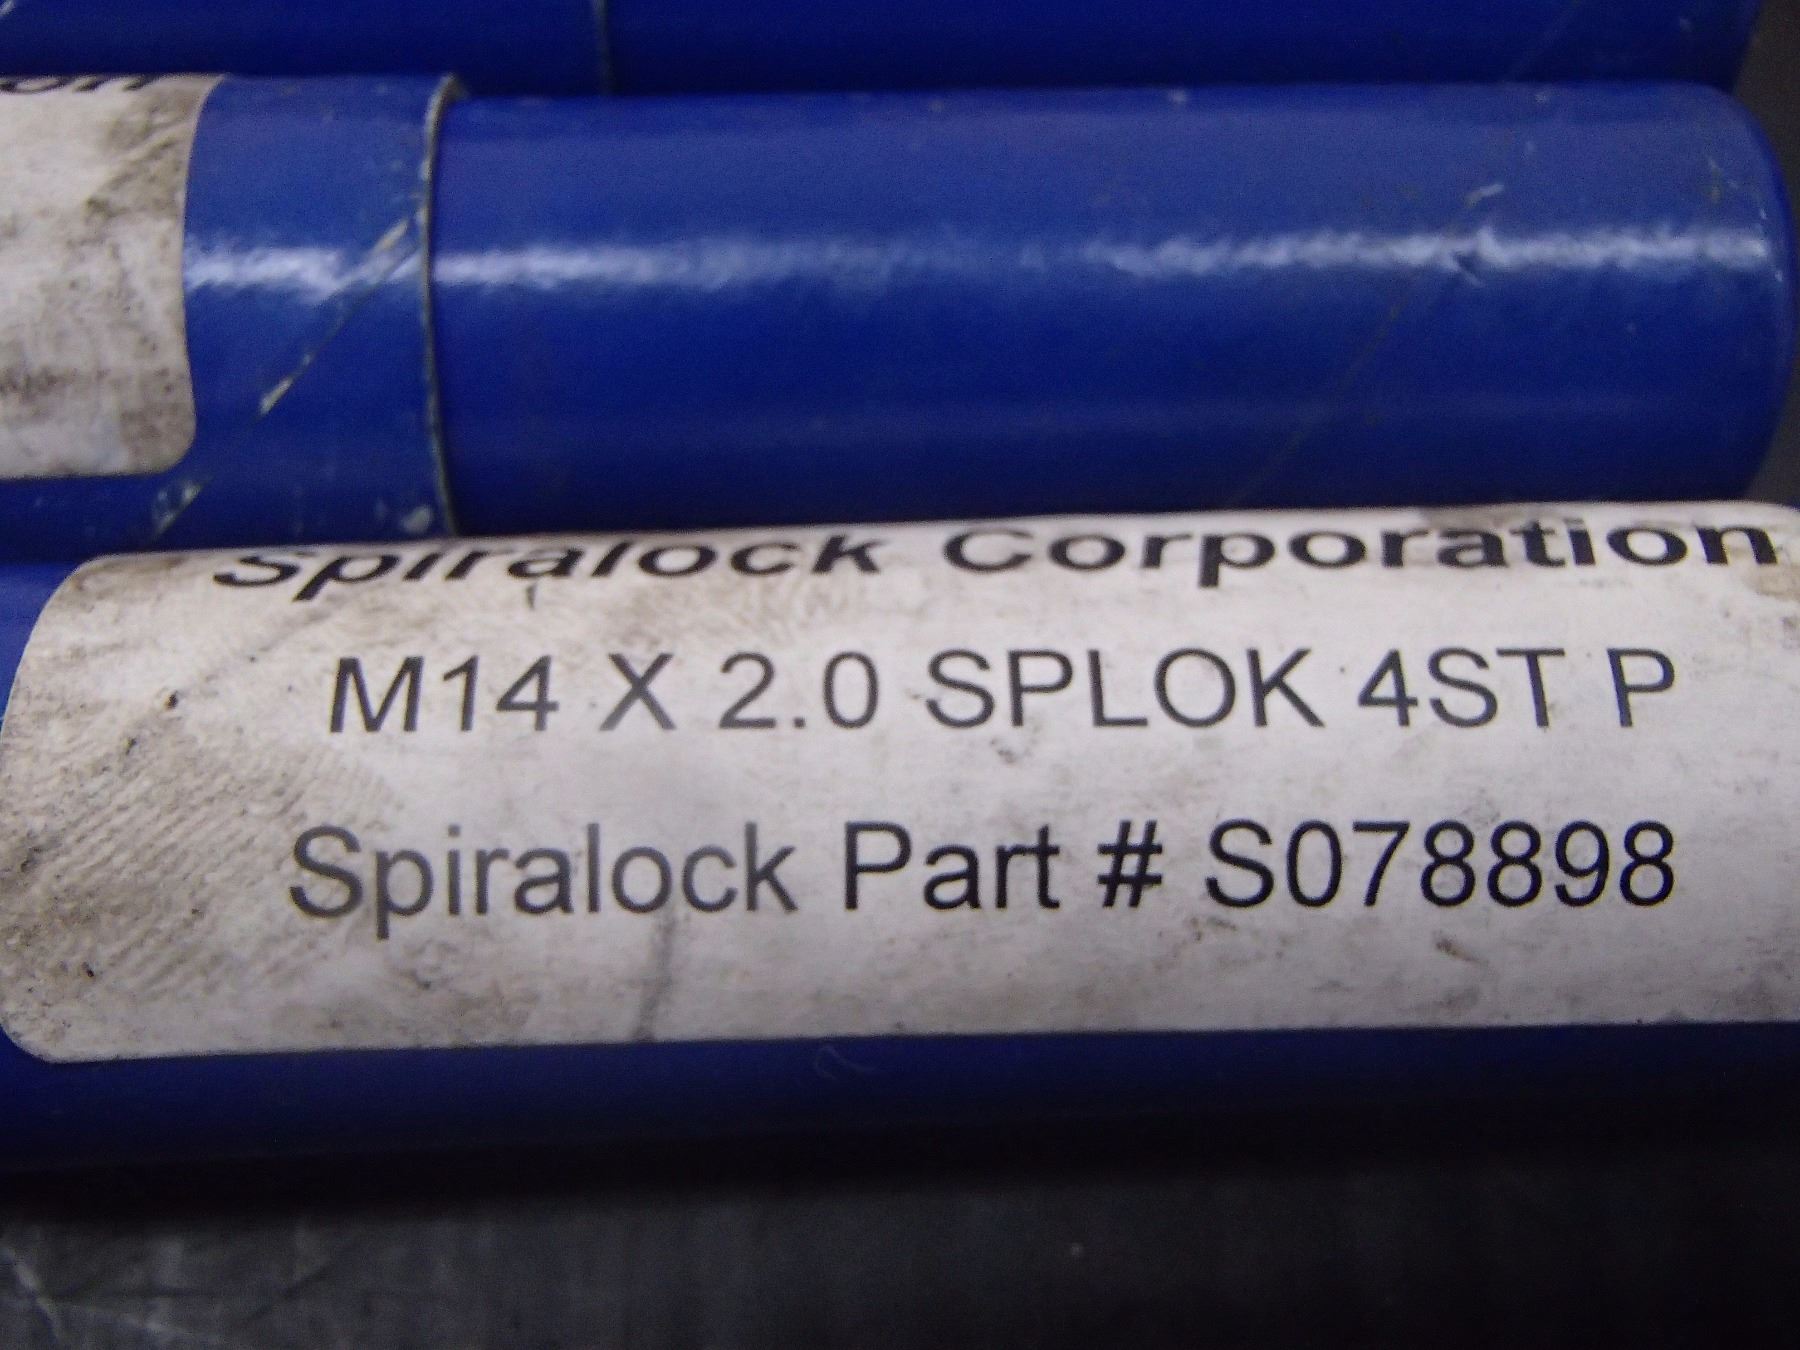 Spiralock Corporation
M14 X 2.0 SPLOK 4ST P
Spiralock Part # S078898